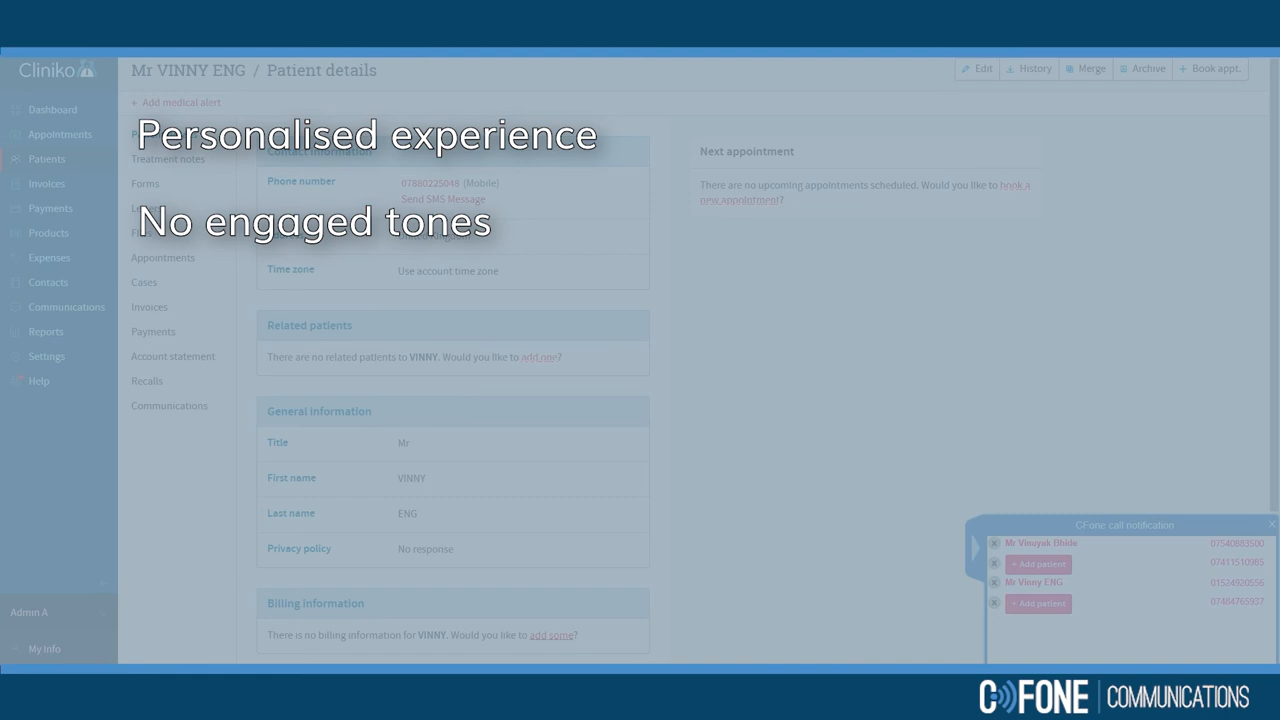 Cliniko
Mr VINNY ENG / Patient details
Edit
History
Merge
Archive
+ Book appt.
+ Add medical alert
Personalised experience
No engaged tones
Dashboard
Appointments
Patients
Invoices
Payments
Products
Expenses
Contacts
Communications
Reports
Settings
Help
Admin A
My info
Treatment notes
Forms
Appointments
Cases
Invoices
Payments
Account statement
Recalls
Communications
Contact information
Phone number
07880225048 (Mobile)
Send SMS Message
United Kingdom
Time zone
Use account time zone
Related patients
There are no related patients to VINNY. Would you like to add one?
General information
Title
Mr
First name
VINNY
Last name
ENG
Privacy policy
No response
Billing information
There is no billing information for VINNY. Would you like to add some?
Next appointment
There are no upcoming appointments scheduled. Would you like to book a
new appointment?
CFone call notification
X
Mr Vinayak Bhide
07540883500
+ Add patient
07411510985
Mr Vinny ENG
01524920556
+ Add patient
07484765937
CFONE | COMMUNICATIONS